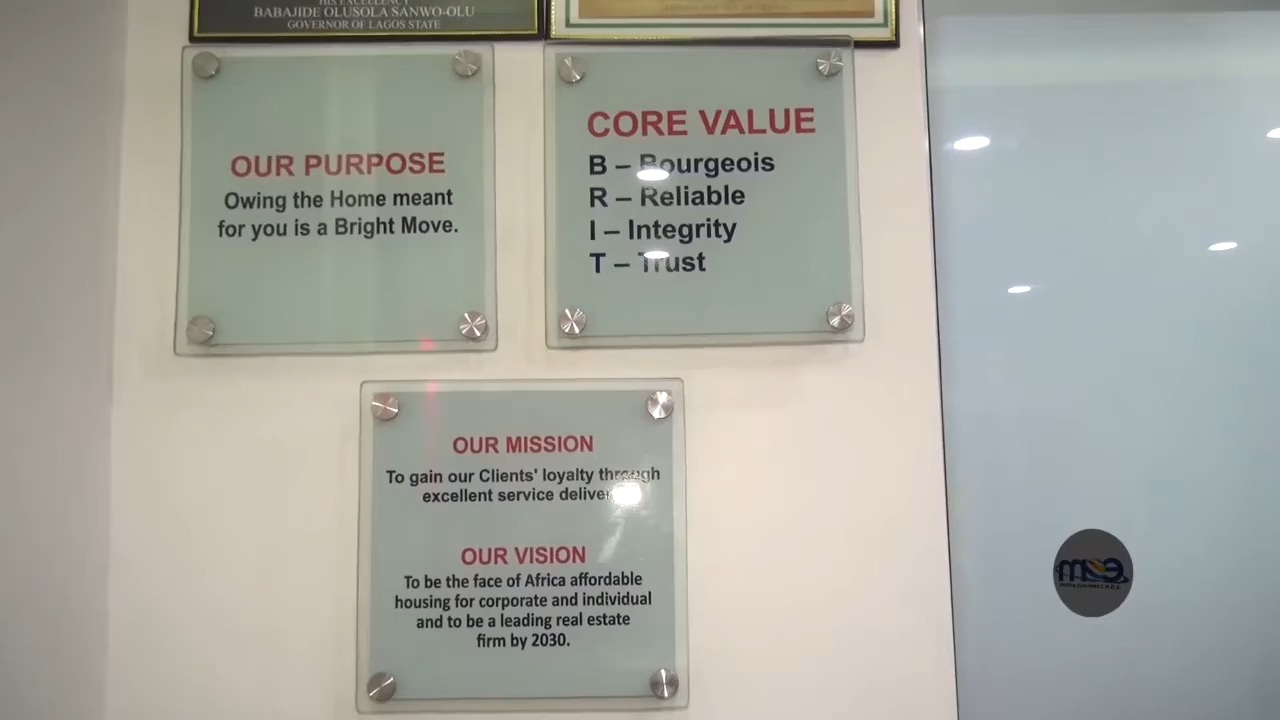 HIS EXCELLENCY
BABAJIDE OLUSOLA SANWO-OLU
GOVERNOR OF LAGOS STATE
OUR PURPOSE
Owing the Home meant
for you is a Bright Move.
CORE VALUE
B – Bourgeois
R – Reliable
I – Integrity
T – Trust
OUR MISSION
To gain our Clients' loyalty through
excellent service
OUR VISION
To be the face of Africa affordable
housing for corporate and individual
and to be a leading real estate
firm by 2030.